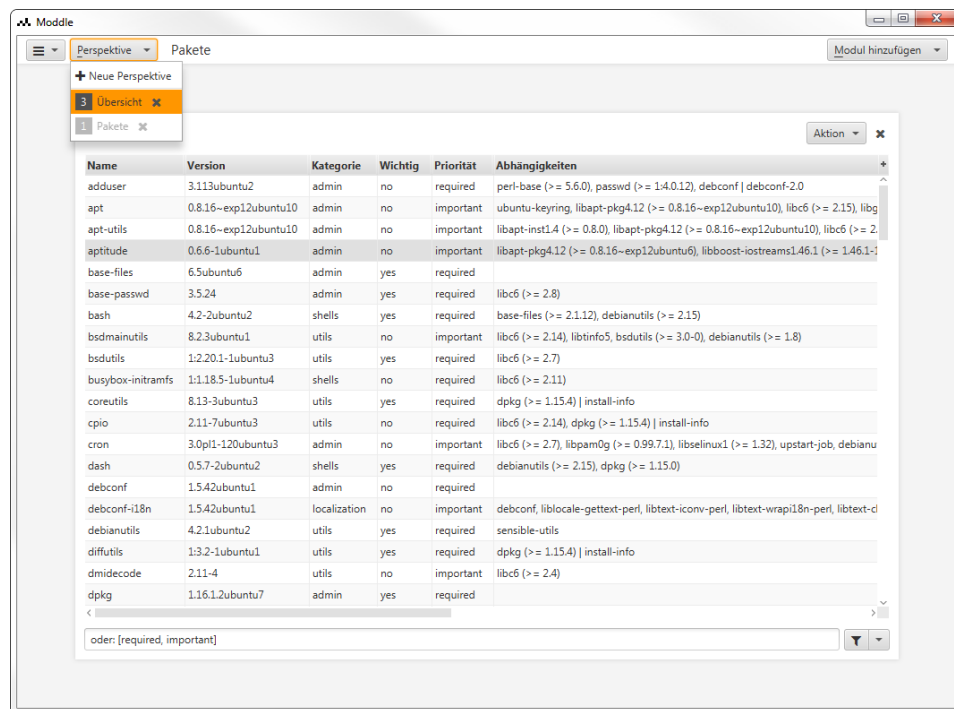 Moddle
Perspektive Pakete Modul hinzufügen
Neue Perspektive
3 Übersicht
1 Pakete
Aktion
Name Version Kategorie Wichtig Priorität Abhängigkeiten
adduser 3.113ubuntu2 admin no required perl-base (>= 5.6.0), passwd (>= 1:4.0.12), debconf | debconf-2.0
apt 0.8.16~exp12ubuntu10 admin no important ubuntu-keyring, libapt-pkg4.12 (>= 0.8.16~exp12ubuntu10), libc6 (>= 2.15), libg
apt-utils 0.8.16~exp12ubuntu10 admin no important libapt-inst1.4 (>= 0.8.0), libapt-pkg4.12 (>= 0.8.16~exp12ubuntu10), libc6 (>= 2.
aptitude 0.6.6-1ubuntu1 admin no important libapt-pkg4.12 (>= 0.8.16~exp12ubuntu6), libboost-iostreams1.46.1 (>= 1.46.1-1
base-files 6.5ubuntu6 admin yes required
base-passwd 3.5.24 admin yes required libc6 (>= 2.8)
bash 4.2-2ubuntu2 shells yes required base-files (>= 2.1.12), debianutils (>= 2.15)
bsdmainutils 8.2.3ubuntu1 utils no important libc6 (>= 2.14), libtinfo5, bsdutils (>= 3.0-0), debianutils (>= 1.8)
bsdutils 1:2.20.1-1ubuntu3 utils yes required libc6 (>= 2.7)
busybox-initramfs 1:1.18.5-1ubuntu4 shells no required libc6 (>= 2.11)
coreutils 8.13-3ubuntu3 utils yes required dpkg (>= 1.15.4) | install-info
cpio 2.11-7ubuntu3 utils no required libc6 (>= 2.14), dpkg (>= 1.15.4) | install-info
cron 3.0pl1-120ubuntu3 admin no important libc6 (>= 2.7), libpam0g (>= 0.99.7.1), libselinux1 (>= 1.32), upstart-job, debianu
dash 0.5.7-2ubuntu2 shells yes required debianutils (>= 2.15), dpkg (>= 1.15.0)
debconf 1.5.42ubuntu1 admin no required
debconf-i18n 1.5.42ubuntu1 localization no important debconf, liblocale-gettext-perl, libtext-iconv-perl, libtext-wrapi18n-perl, libtext-cl
debianutils 4.2.1ubuntu2 utils yes required sensible-utils
diffutils 1:3.2-1ubuntu1 utils yes required dpkg (>= 1.15.4) | install-info
dmidecode 2.11-4 utils no important libc6 (>= 2.4)
dpkg 1.16.1.2ubuntu7 admin yes required
oder: [required, important]